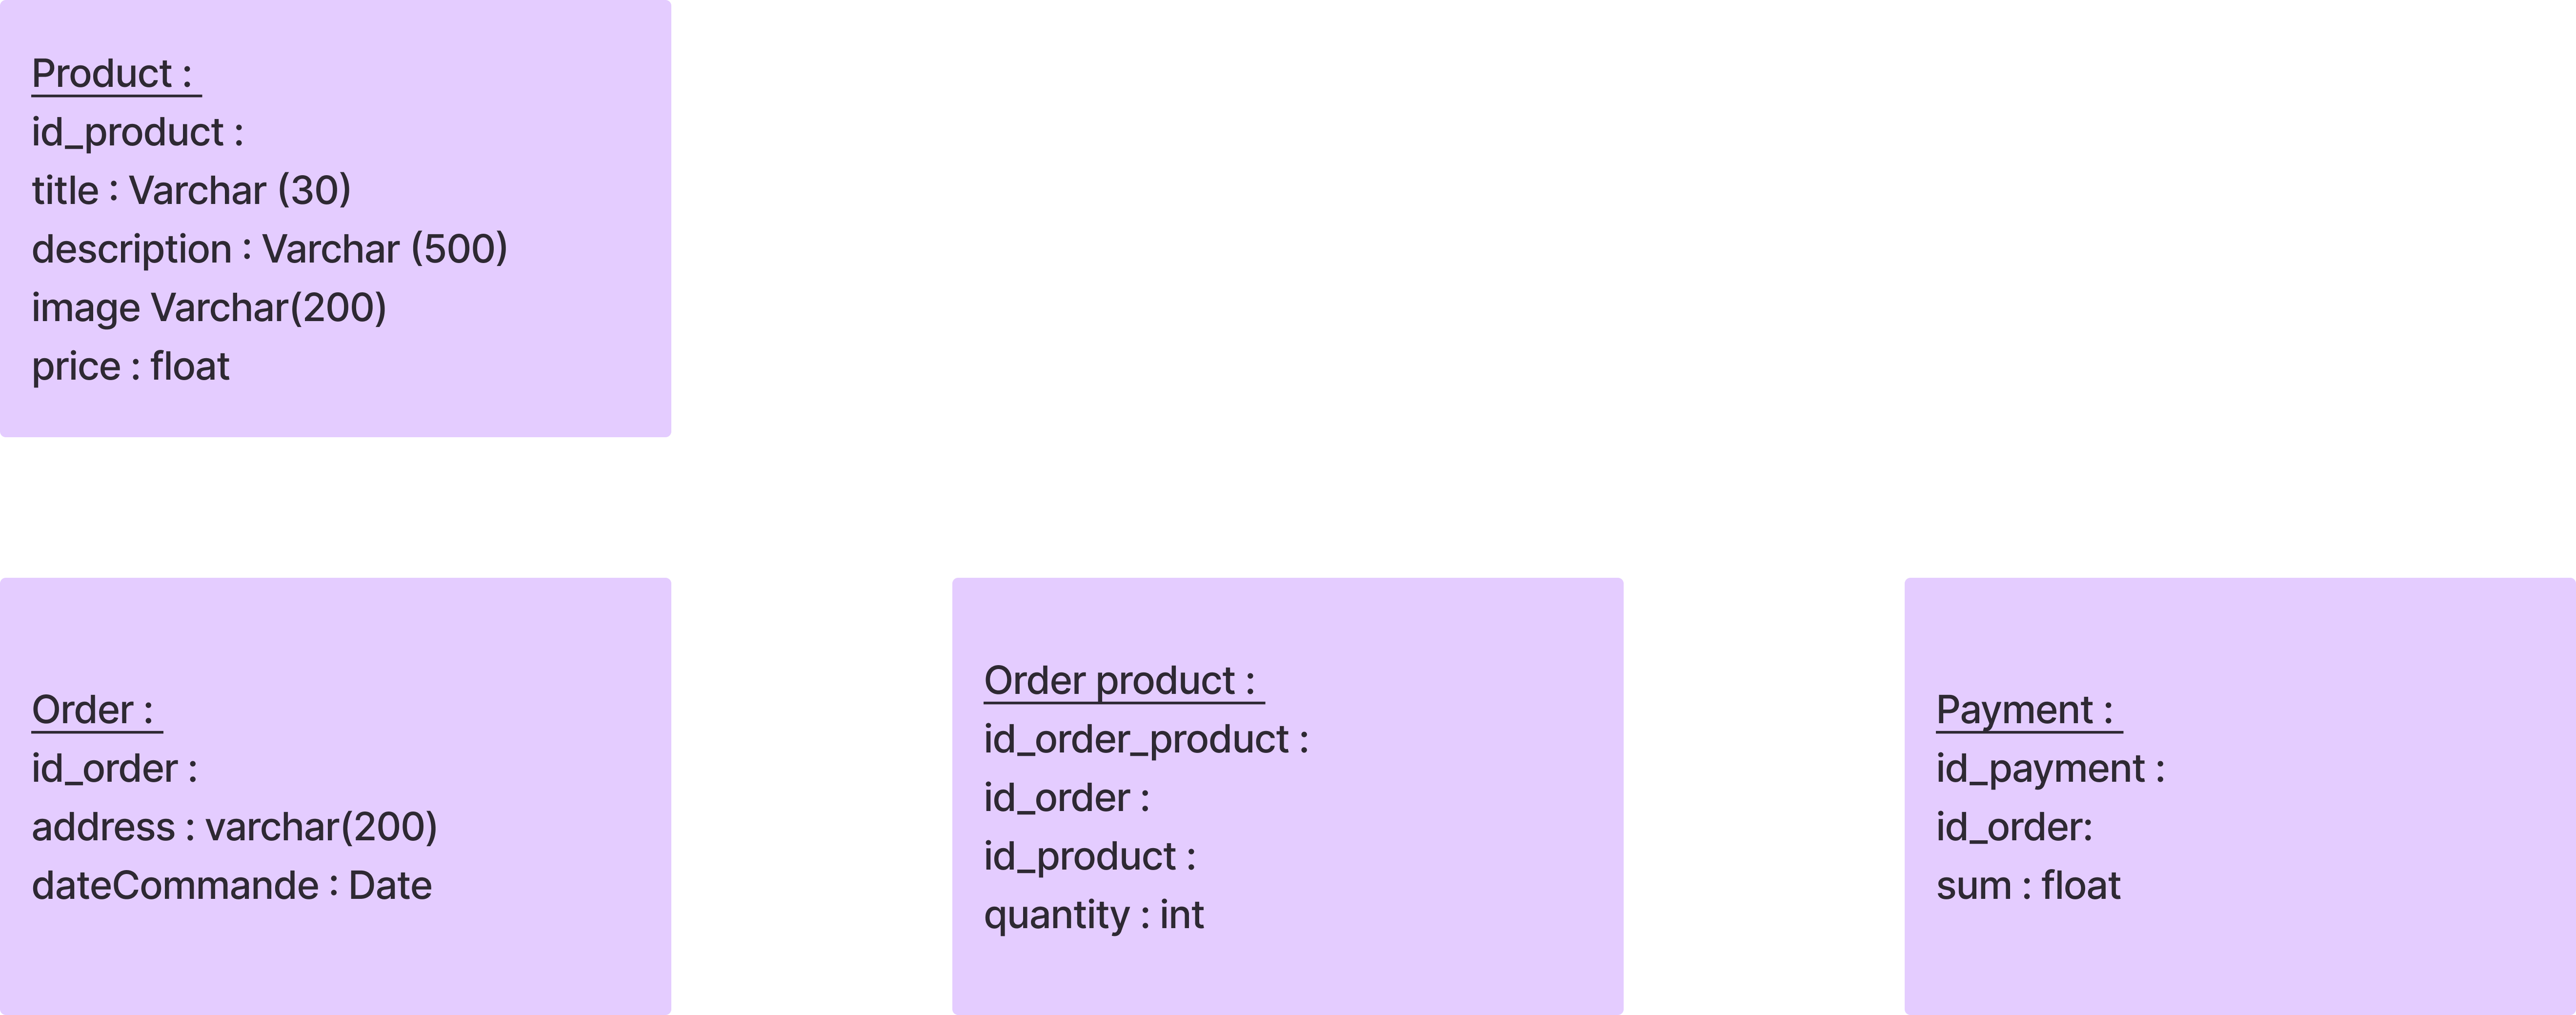 Product :
id_product :
title : Varchar (30)
description : Varchar (500)
image Varchar(200)
price : float
Order :
id_order :
address : varchar(200)
dateCommande : Date
Order product :
id_order_product :
id_order :
id_product :
quantity : int
Payment :
id_payment :
id_order:
sum : float